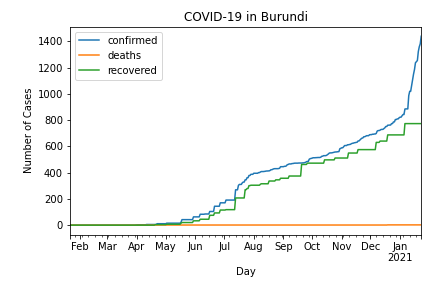 COVID-19 in Burundi
confirmed
deaths
recovered
Number of Cases
1400
1200
1000
800
600
400
200
0
Feb Mar Apr May Jun Jul Aug Sep Oct Nov Dec Jan
2021
Day